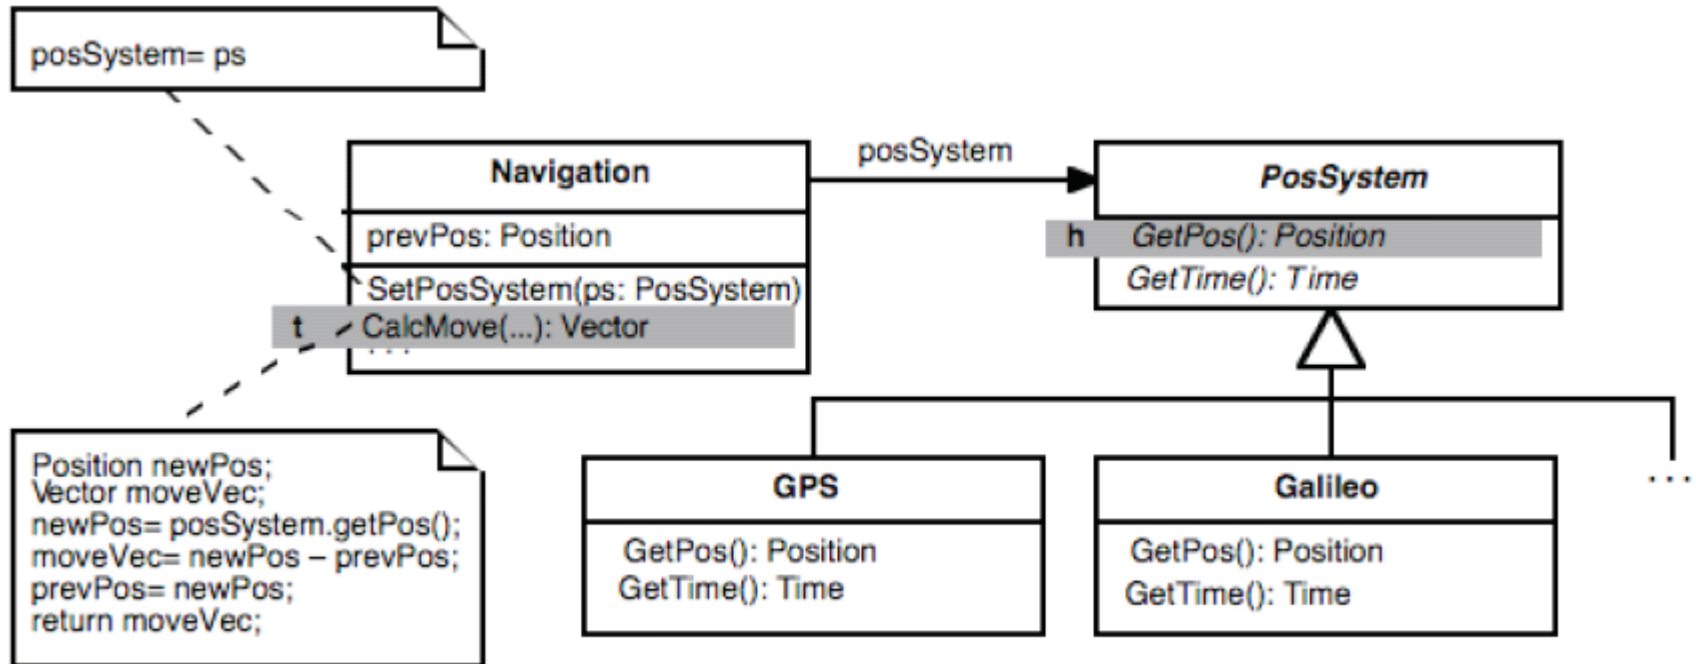 posSystem= ps
posSystem
Navigation
prevPos: Position
SetPosSystem(ps: PosSystem)
t CalcMove(...): Vector
...
PosSystem
h GetPos(): Position
GetTime(): Time
Position newPos;
Vector moveVec;
newPos= posSystem.getPos();
moveVec= newPos – prevPos;
prevPos= newPos;
return moveVec;
GPS
GetPos(): Position
GetTime(): Time
Galileo
GetPos(): Position
GetTime(): Time
...